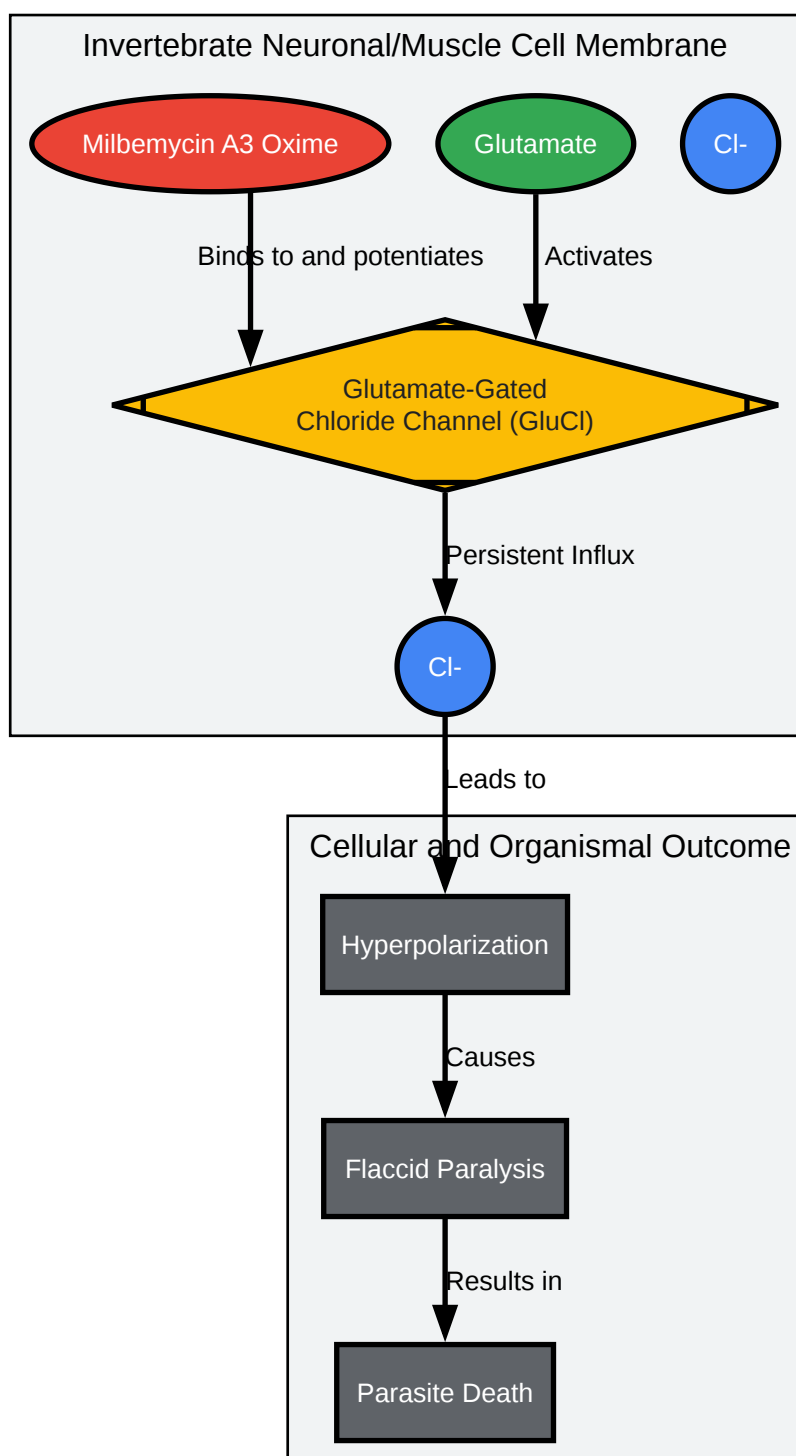 Invertebrate Neuronal/Muscle Cell Membrane
Milbemycin A3 Oxime
Glutamate
Cl-
Binds to and potentiates
Activates
Glutamate-Gated
Chloride Channel (GluCl)
Persistent Influx
Cl-
Leads to
Cellular and Organismal Outcome
Hyperpolarization
Causes
Flaccid Paralysis
Results in
Parasite Death